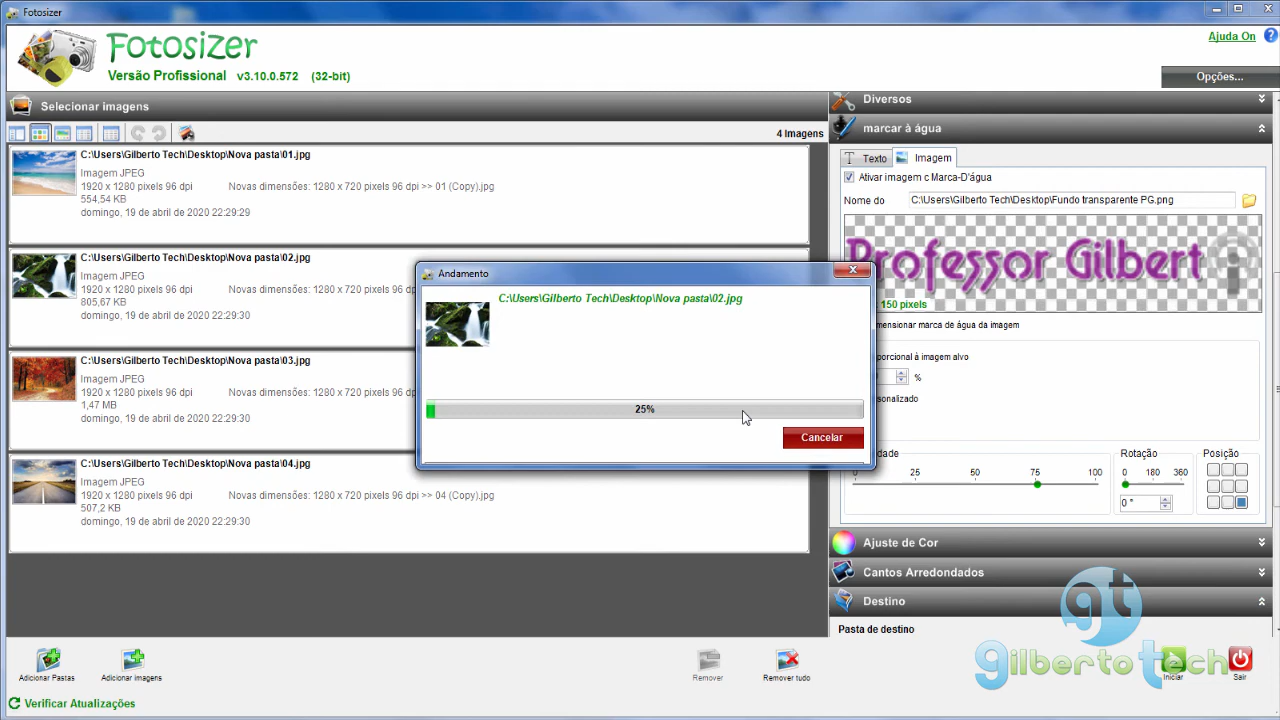 Fotosizer
Fotosizer
Versão Profissional v3.10.0.572 (32-bit)
Ajuda On
Opções...
Selecionar imagens
4 Imagens
C:\Users\Gilberto Tech\Desktop\Nova pasta\01.jpg
Imagem JPEG
1920 x 1280 pixels 96 dpi Novas dimensões: 1280 x 720 pixels 96 dpi >> 01 (Copy).jpg
554,54 KB
domingo, 19 de abril de 2020 22:29:29
C:\Users\Gilberto Tech\Desktop\Nova pasta\02.jpg
Imagem JPEG
1920 x 1280 pixels 96 dpi Novas dimensões: 1280 x 720 pixels 96
805,67 KB
domingo, 19 de abril de 2020 22:29:30
C:\Users\Gilberto Tech\Desktop\Nova pasta\03.jpg
Imagem JPEG
1920 x 1280 pixels 96 dpi Novas dimensões: 1280 x 720 pixels 96
1,47 MB
domingo, 19 de abril de 2020 22:29:30
C:\Users\Gilberto Tech\Desktop\Nova pasta\04.jpg
Imagem JPEG
1920 x 1280 pixels 96 dpi Novas dimensões: 1280 x 720 pixels 96 dpi >> 04 (Copy).jpg
507,2 KB
domingo, 19 de abril de 2020 22:29:30
Andamento
C:\Users\Gilberto Tech\Desktop\Nova pasta\02.jpg
25%
Cancelar
Diversos
marcar à água
Texto Imagem
Ativar imagem c Marca-D'água
Nome do C:\Users\Gilberto Tech\Desktop\Fundo transparente PG.png
Professor Gilbert
150 pixels
mensionar marca de água da imagem
porcional à imagem alvo
%
sonalizado
dade Rotação Posição
0 25 50 75 100 0 180 360
0 °
Ajuste de Cor
Cantos Arredondados
Destino
Pasta de destino
gt
gilberto tech
Adicionar Pastas Adicionar imagens Remover Remover tudo Iniciar Sair
Verificar Atualizações